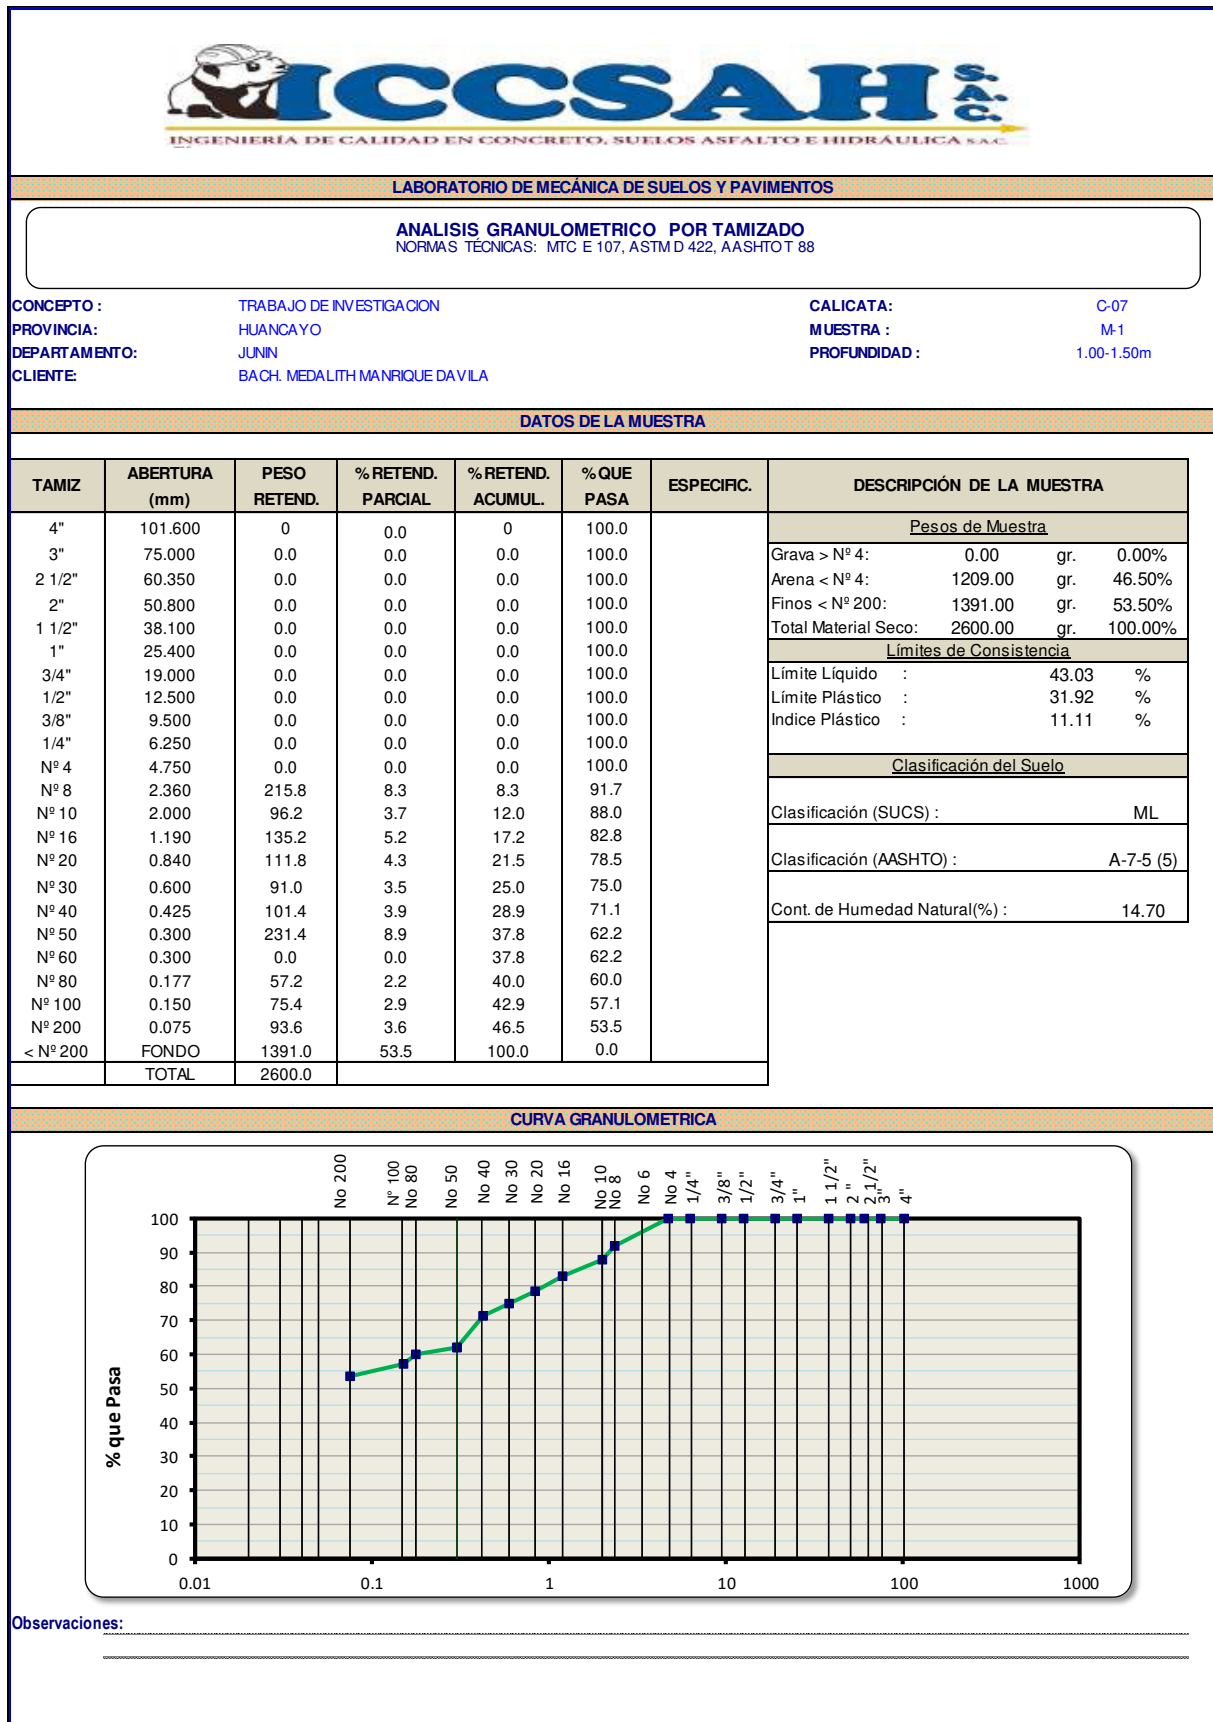 ICCSAH S.A.C.
INGENIERÍA DE CALIDAD EN CONCRETO, SUELOS ASFALTO E HIDRÁULICA S.A.C.
LABORATORIO DE MECÁNICA DE SUELOS Y PAVIMENTOS
ANALISIS GRANULOMETRICO POR TAMIZADO
NORMAS TÉCNICAS: MTC E 107, ASTM D 422, AASHTO T 88
CONCEPTO : TRABAJO DE INVESTIGACION CALICATA: C-07
PROVINCIA: HUANCAYO MUESTRA : M-1
DEPARTAMENTO: JUNIN PROFUNDIDAD : 1.00-1.50m
CLIENTE: BACH. MEDALITH MANRIQUE DAVILA
DATOS DE LA MUESTRA
TAMIZ ABERTURA (mm) PESO RETEND. % RETEND. PARCIAL % RETEND. ACUMUL. % QUE PASA ESPECIFIC. DESCRIPCIÓN DE LA MUESTRA
4" 101.600 0 0.0 0 100.0 Pesos de Muestra
3" 75.000 0.0 0.0 0.0 100.0 Grava > Nº 4: 0.00 gr. 0.00%
2 1/2" 60.350 0.0 0.0 0.0 100.0 Arena < Nº 4: 1209.00 gr. 46.50%
2" 50.800 0.0 0.0 0.0 100.0 Finos < Nº 200: 1391.00 gr. 53.50%
1 1/2" 38.100 0.0 0.0 0.0 100.0 Total Material Seco: 2600.00 gr. 100.00%
1" 25.400 0.0 0.0 0.0 100.0 Límites de Consistencia
3/4" 19.000 0.0 0.0 0.0 100.0 Límite Líquido : 43.03 %
1/2" 12.500 0.0 0.0 0.0 100.0 Límite Plástico : 31.92 %
3/8" 9.500 0.0 0.0 0.0 100.0 Indice Plástico : 11.11 %
1/4" 6.250 0.0 0.0 0.0 100.0
Nº 4 4.750 0.0 0.0 0.0 100.0 Clasificación del Suelo
Nº 8 2.360 215.8 8.3 8.3 91.7
Nº 10 2.000 96.2 3.7 12.0 88.0 Clasificación (SUCS) : ML
Nº 16 1.190 135.2 5.2 17.2 82.8
Nº 20 0.840 111.8 4.3 21.5 78.5 Clasificación (AASHTO) : A-7-5 (5)
Nº 30 0.600 91.0 3.5 25.0 75.0
Nº 40 0.425 101.4 3.9 28.9 71.1 Cont. de Humedad Natural(%) : 14.70
Nº 50 0.300 231.4 8.9 37.8 62.2
Nº 60 0.300 0.0 0.0 37.8 62.2
Nº 80 0.177 57.2 2.2 40.0 60.0
Nº 100 0.150 75.4 2.9 42.9 57.1
Nº 200 0.075 93.6 3.6 46.5 53.5
< Nº 200 FONDO 1391.0 53.5 100.0 0.0
TOTAL 2600.0
CURVA GRANULOMETRICA
No 200 N° 100 No 80 No 50 No 40 No 30 No 20 No 16 No 10 No 8 No 6 No 4 1/4" 3/8" 1/2" 3/4" 1" 1 1/2" 2 " 2 1/2" 3" 4"
% que Pasa
100
90
80
70
60
50
40
30
20
10
0
0.01 0.1 1 10 100 1000
Observaciones: